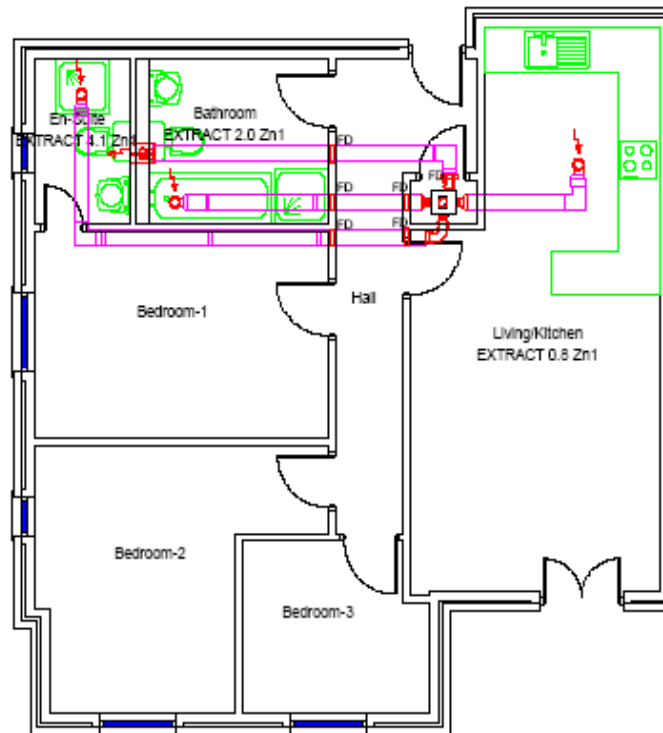 Bathroom
En-Suite
EXTRACT 4.1 Zn1
EXTRACT 2.0 Zn1
FD
FD
FD
FD
FD
FD
Hall
Bedroom-1
Living/Kitchen
EXTRACT 0.8 Zn1
Bedroom-2
Bedroom-3